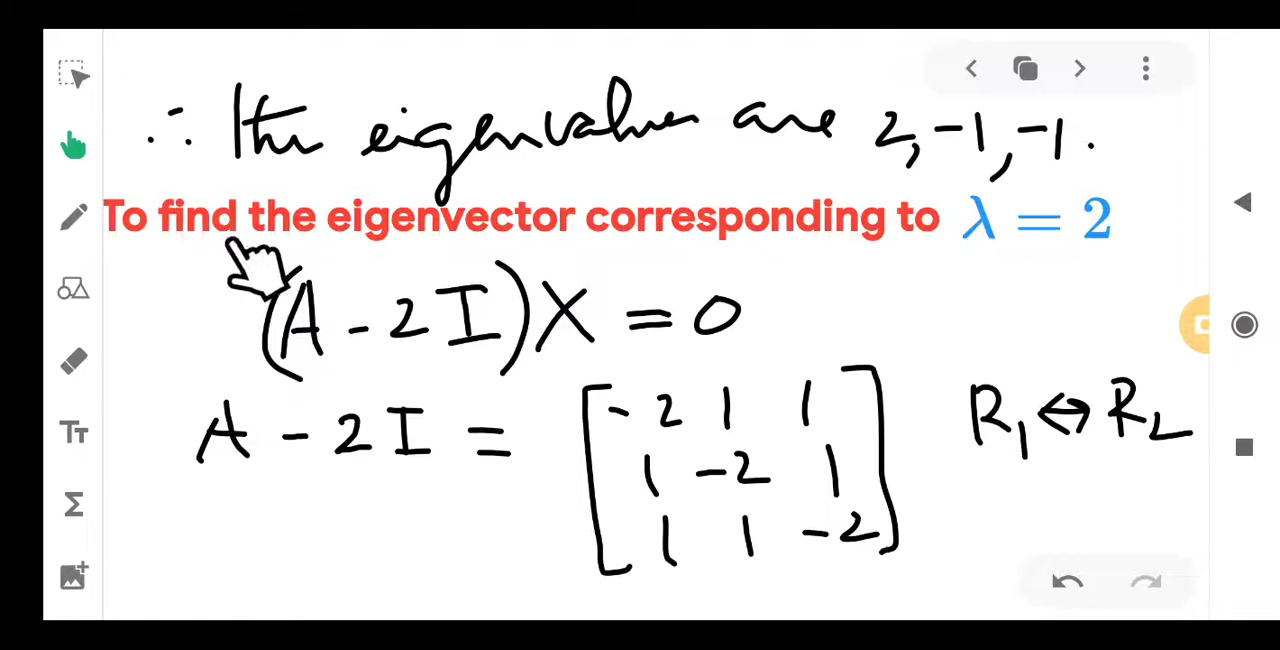 ∴ The eigenvalues are 2, -1, -1.
To find the eigenvector corresponding to λ = 2
(A - 2I)X = 0
A - 2I = [ -2 1 1 R₁ ↔ R₂
1 -2 1
1 1 -2 ]
Tт
Σ